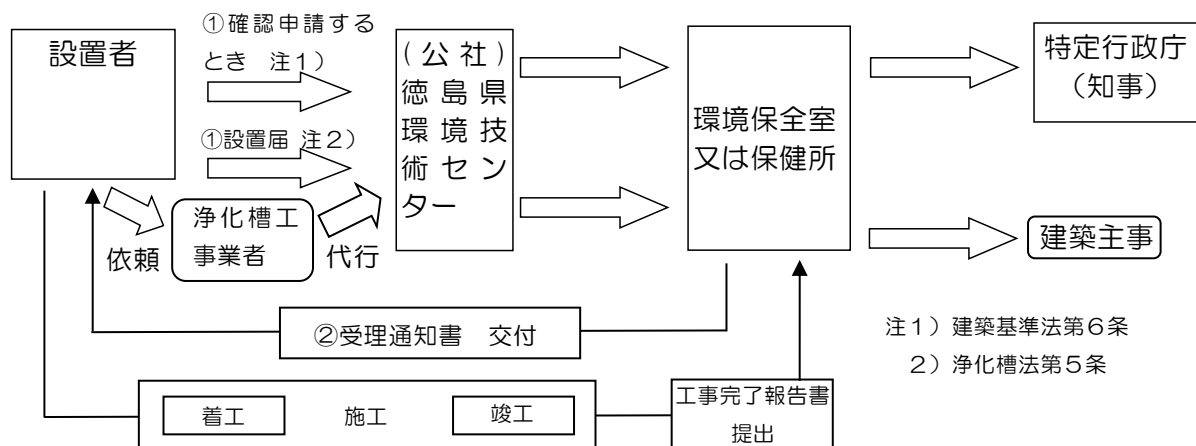 設置者
①確認申請する
とき　注１）
①設置届 注２）
依頼
浄化槽工
事業者
代行
(公社)
徳島県
環境技
術セン
ター
環境保全室
又は保健所
特定行政庁
（知事）
建築主事
②受理通知書　交付
注１）建築基準法第６条
２）浄化槽法第５条
着工
施工
竣工
工事完了報告書
提出